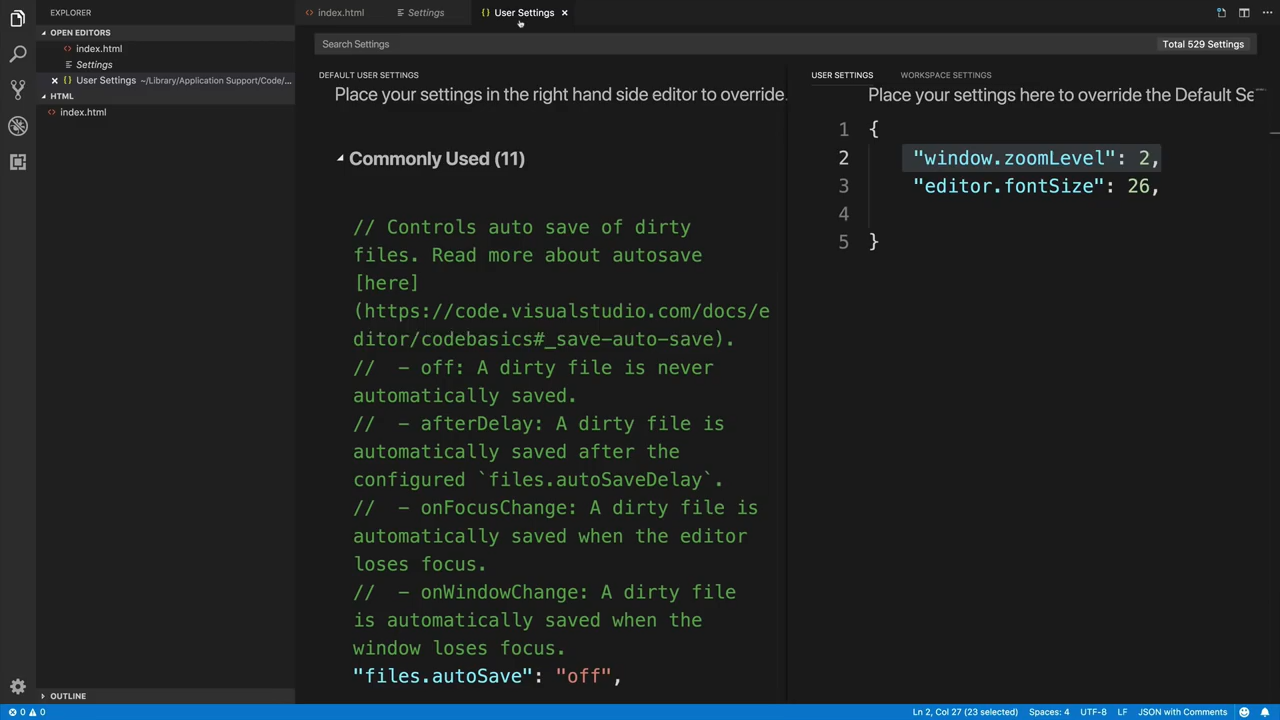 EXPLORER
OPEN EDITORS
index.html
Settings
User Settings ~/Library/Application Support/Code/...
HTML
index.html
OUTLINE
index.html
Settings
{ } User Settings
Search Settings
Total 529 Settings
DEFAULT USER SETTINGS
Place your settings in the right hand side editor to override.
Commonly Used (11)
// Controls auto save of dirty
files. Read more about autosave
[here]
(https://code.visualstudio.com/docs/e
ditor/codebasics#_save-auto-save).
//  - off: A dirty file is never
automatically saved.
//  - afterDelay: A dirty file is
automatically saved after the
configured `files.autoSaveDelay`.
//  - onFocusChange: A dirty file is
automatically saved when the editor
loses focus.
//  - onWindowChange: A dirty file
is automatically saved when the
window loses focus.
"files.autoSave": "off",
USER SETTINGS
WORKSPACE SETTINGS
Place your settings here to override the Default Se
1 {
2 "window.zoomLevel": 2,
3 "editor.fontSize": 26,
4
5 }
0 0
Ln 2, Col 27 (23 selected)
Spaces: 4
UTF-8
LF
JSON with Comments